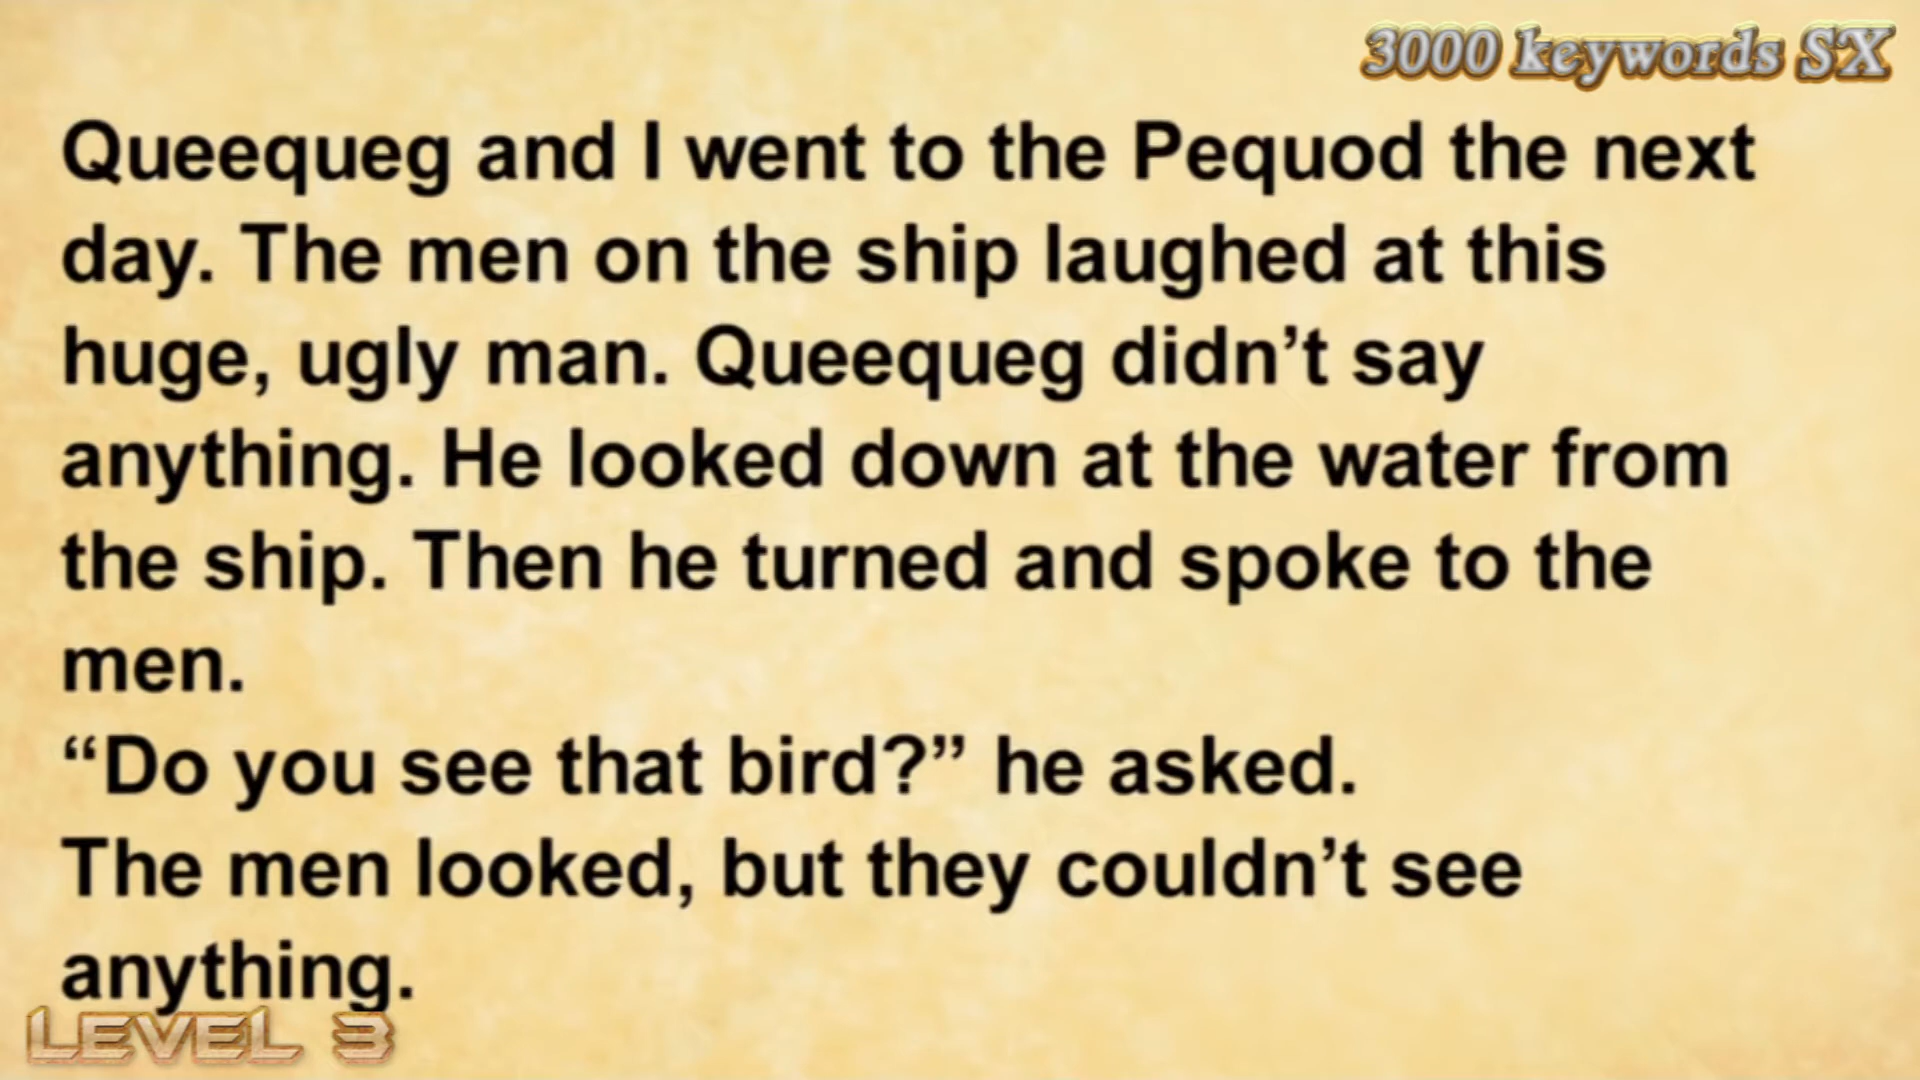 3000 keywords SX
Queequeg and I went to the Pequod the next
day. The men on the ship laughed at this
huge, ugly man. Queequeg didn’t say
anything. He looked down at the water from
the ship. Then he turned and spoke to the
men.
“Do you see that bird?” he asked.
The men looked, but they couldn’t see
anything.
LEVEL 3